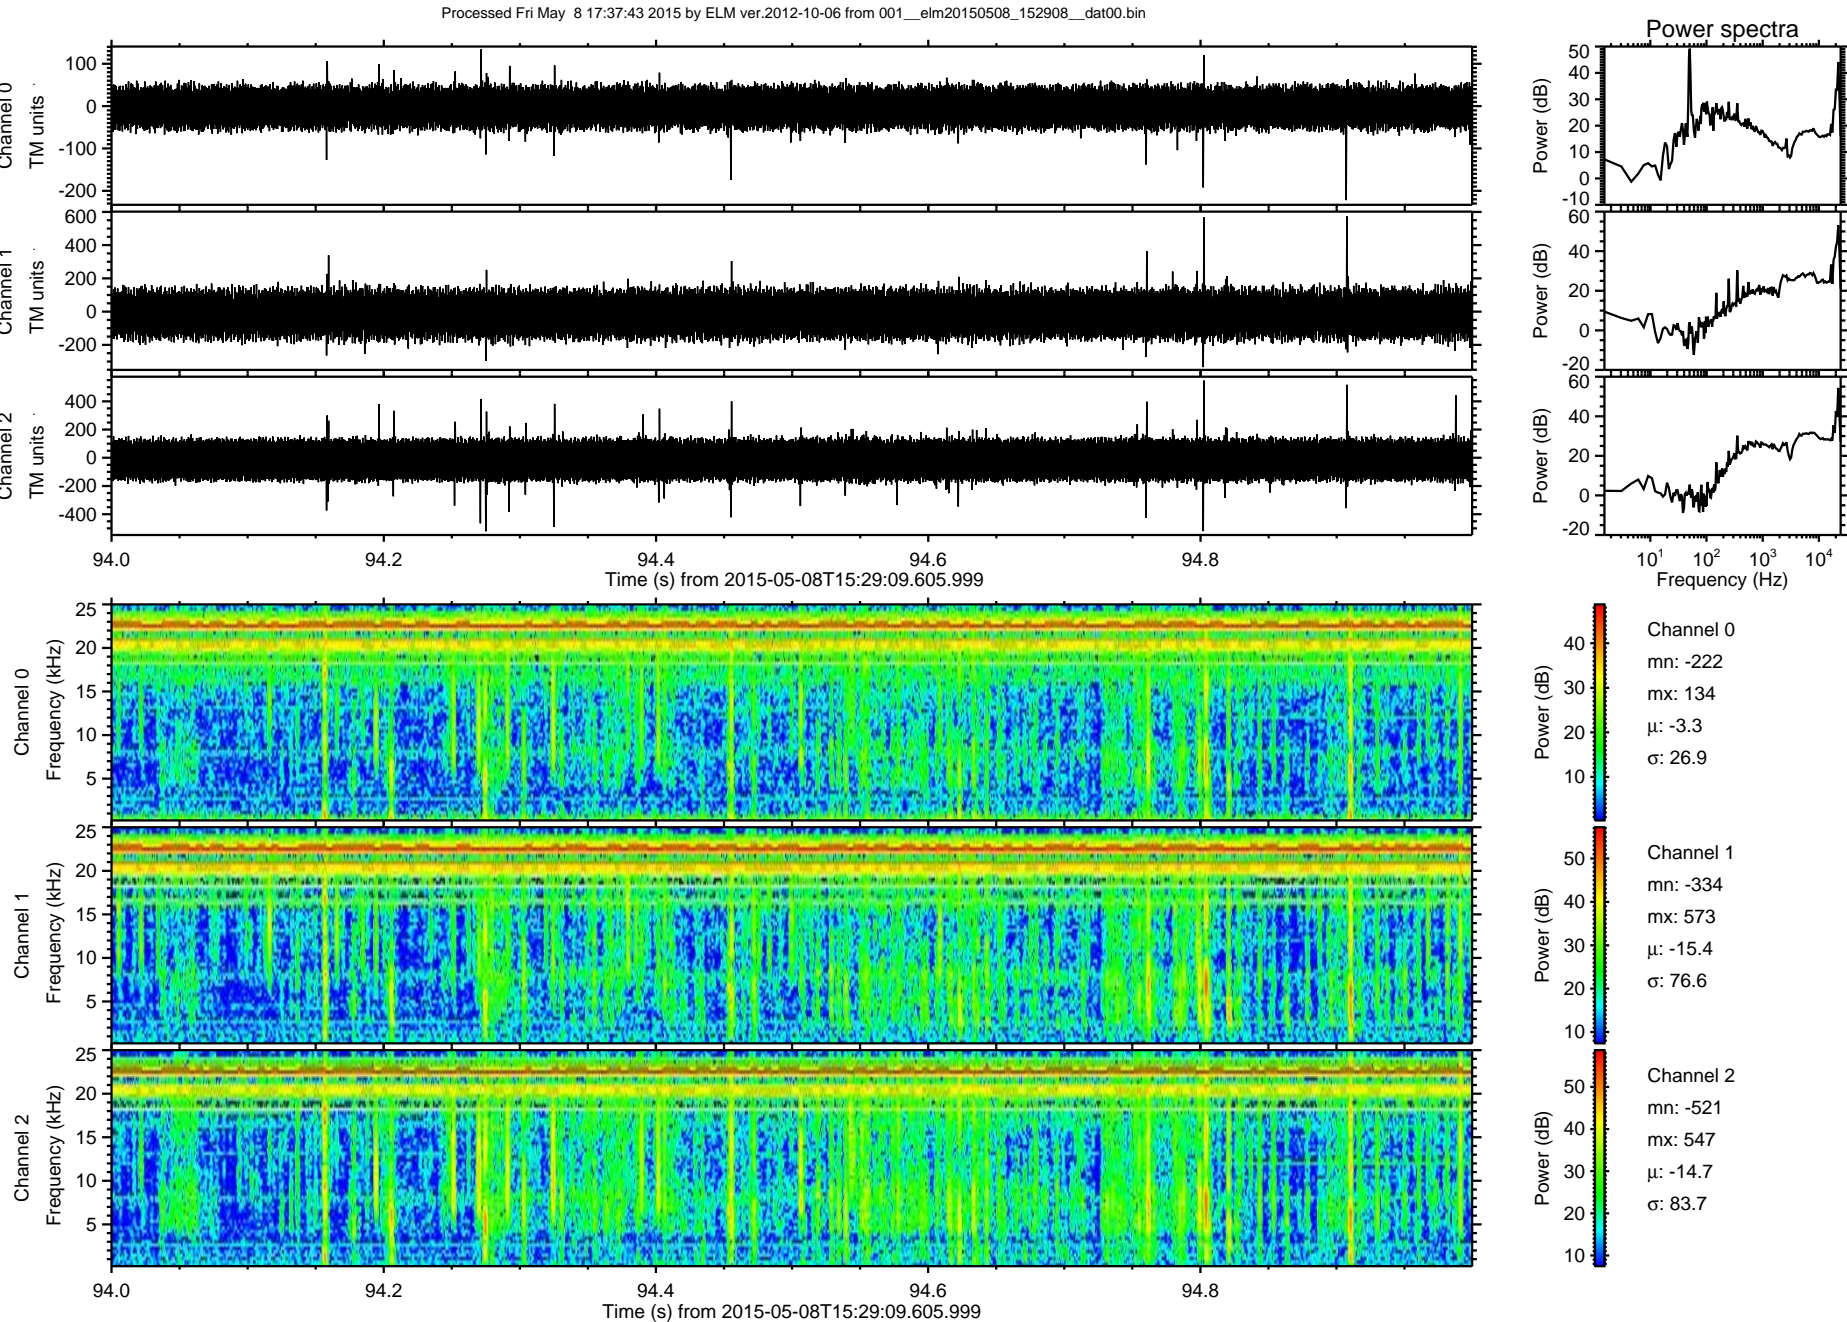 Processed Fri May  8 17:37:43 2015 by ELM ver.2012-10-06 from 001__elm20150508_152908__dat00.bin
Power spectra
Channel 0
TM units
100
0
-100
-200
Power (dB)
50
40
30
20
10
0
-10
Channel 1
TM units
600
400
200
0
-200
Power (dB)
60
40
20
0
-20
Channel 2
TM units
400
200
0
-200
-400
Power (dB)
60
40
20
0
-20
94.0 94.2 94.4 94.6 94.8
Time (s) from 2015-05-08T15:29:09.605.999
10^1 10^2 10^3 10^4
Frequency (Hz)
Channel 0
Frequency (kHz)
25
20
15
10
5
Power (dB)
40
30
20
10
Channel 0
mn: -222
mx: 134
μ: -3.3
σ: 26.9
Channel 1
Frequency (kHz)
25
20
15
10
5
Power (dB)
50
40
30
20
10
Channel 1
mn: -334
mx: 573
μ: -15.4
σ: 76.6
Channel 2
Frequency (kHz)
25
20
15
10
5
Power (dB)
50
40
30
20
10
Channel 2
mn: -521
mx: 547
μ: -14.7
σ: 83.7
94.0 94.2 94.4 94.6 94.8
Time (s) from 2015-05-08T15:29:09.605.999